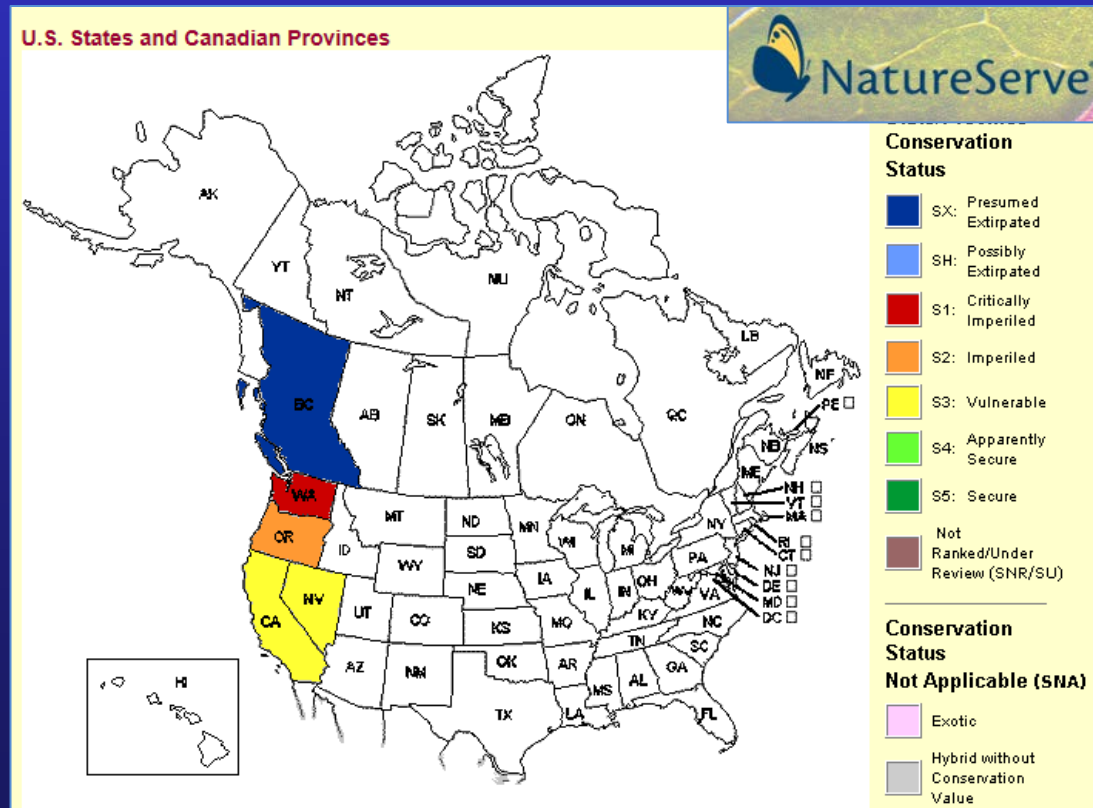 U.S. States and Canadian Provinces
NatureServe
Conservation
Status
SX: Presumed
Extirpated
SH: Possibly
Extirpated
S1: Critically
Imperiled
S2: Imperiled
S3: Vulnerable
S4: Apparently
Secure
S5: Secure
Not
Ranked/Under
Review (SNR/SU)
Conservation
Status
Not Applicable (SNA)
Exotic
Hybrid without
Conservation
Value
AK
YT
NT
NU
BC
AB
SK
MB
ON
QC
LB
NF
PE
NB
NS
ME
NH
VT
MA
RI
CT
NJ
DE
MD
DC
WA
OR
CA
NV
ID
MT
WY
UT
CO
AZ
NM
ND
SD
NE
KS
OK
TX
MN
IA
MO
AR
LA
WI
IL
MI
IN
OH
KY
TN
MS
AL
GA
FL
SC
NC
VA
WV
PA
NY
HI